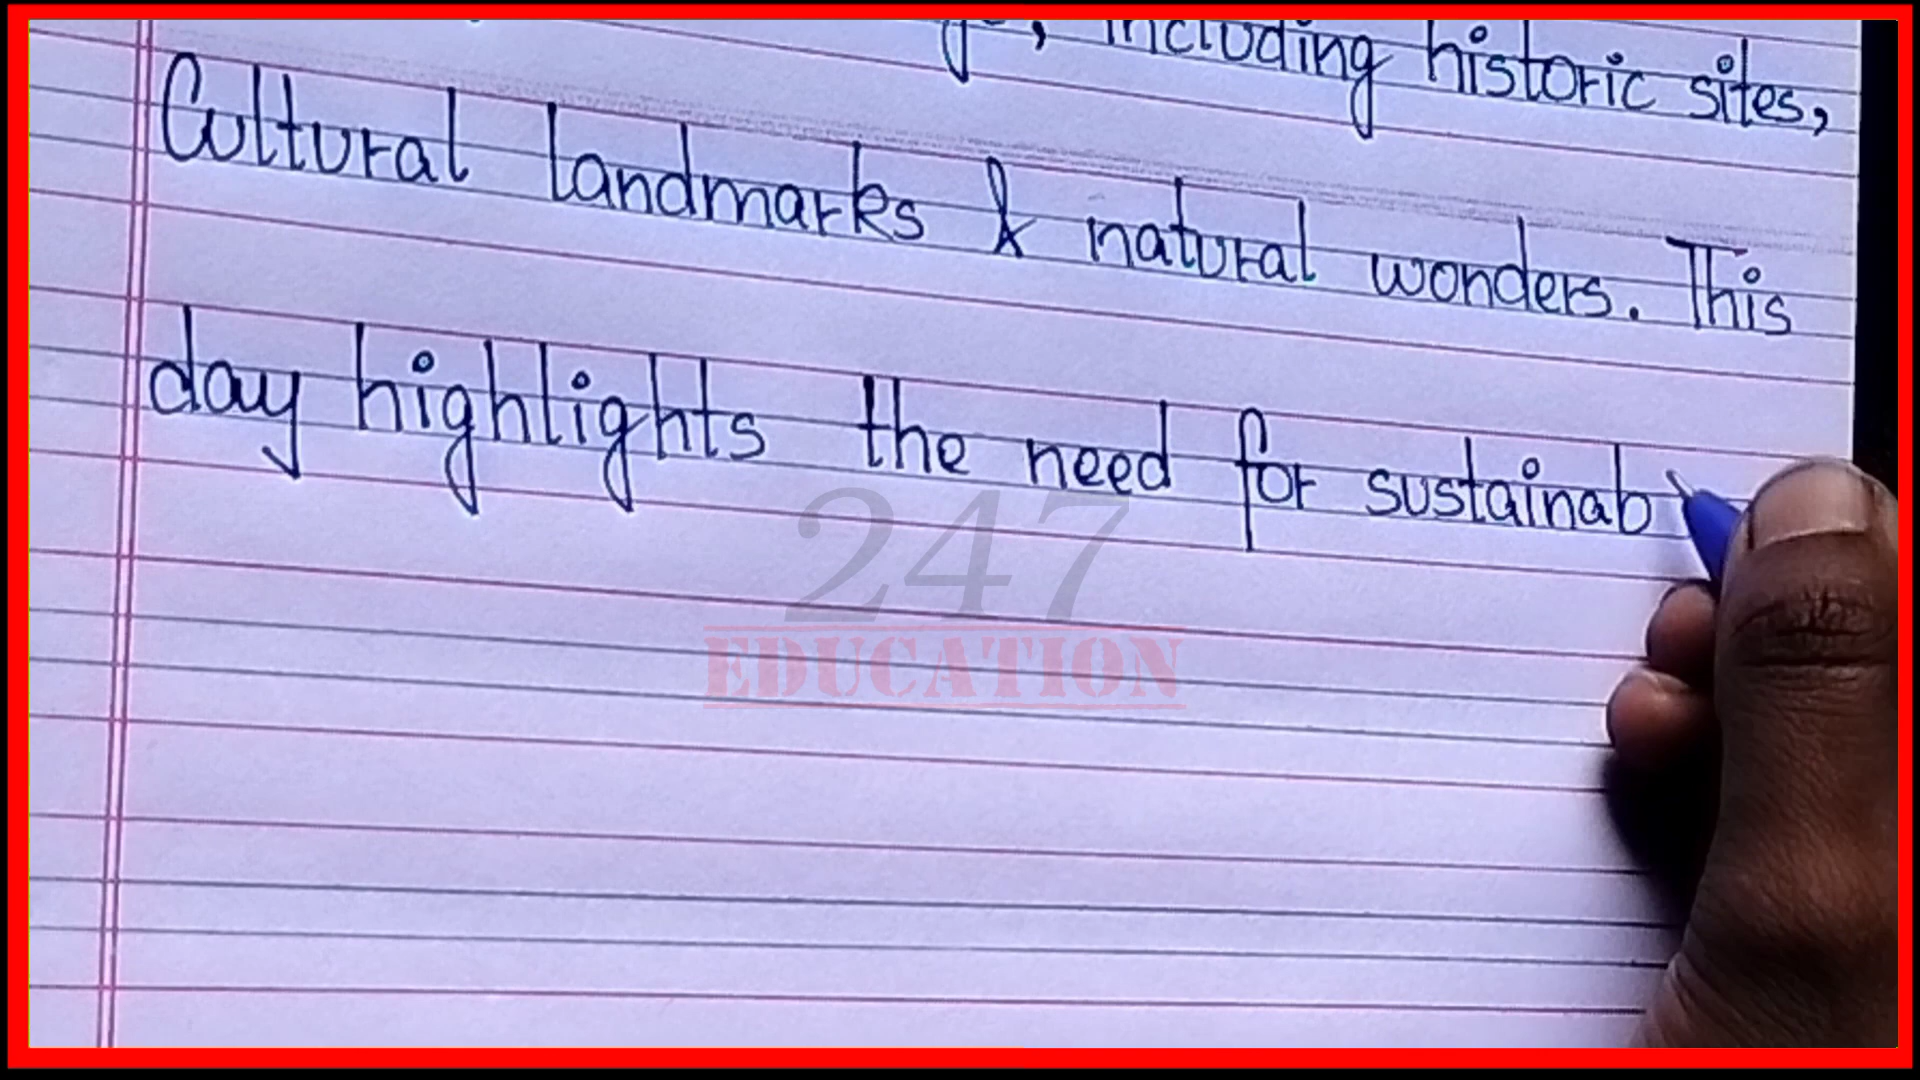 , including historic sites,
Cultural landmarks & natural wonders. This
day highlights the need for sustainab
247
EDUCATION